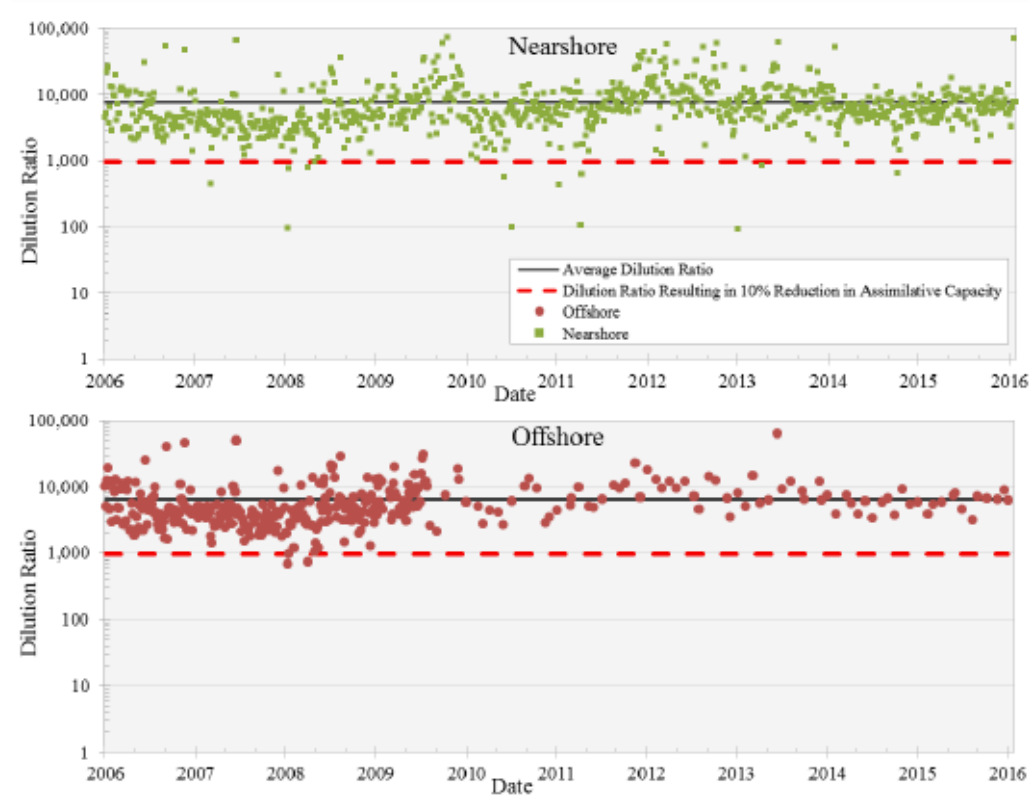 Nearshore
100,000
10,000
1,000
100
10
1
Dilution Ratio
Average Dilution Ratio
Dilution Ratio Resulting in 10% Reduction in Assimilative Capacity
Offshore
Nearshore
2006 2007 2008 2009 2010 2011 2012 2013 2014 2015 2016
Date
Offshore
100,000
10,000
1,000
100
10
1
Dilution Ratio
2006 2007 2008 2009 2010 2011 2012 2013 2014 2015 2016
Date